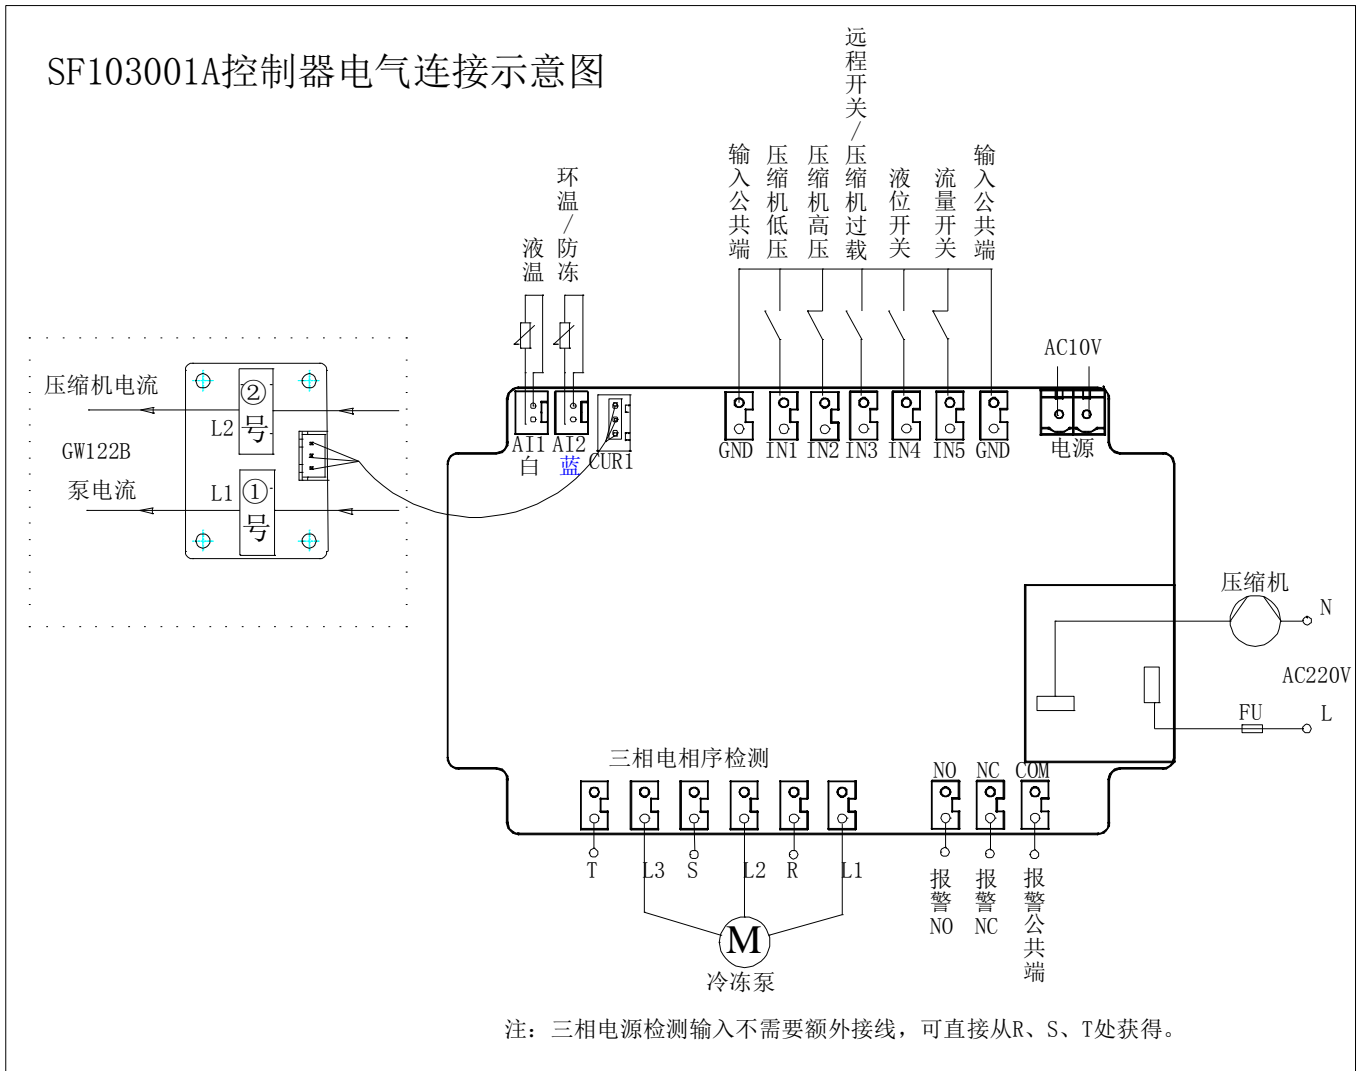 SF103001A控制器电气连接示意图
液温
环温/防冻
输入公共端
压缩机低压
压缩机高压
远程开关/压缩机过载
液位开关
流量开关
输入公共端
AC10V
压缩机电流
②号
L2
GW122B
泵电流
L1
①号
AI1
白
AI2
蓝
CUR1
GND
IN1
IN2
IN3
IN4
IN5
GND
电源
压缩机
N
AC220V
FU
L
三相电相序检测
NO
NC
COM
T
L3
S
L2
R
L1
报警NO
报警NC
报警公共端
M
冷冻泵
注：三相电源检测输入不需要额外接线，可直接从R、S、T处获得。